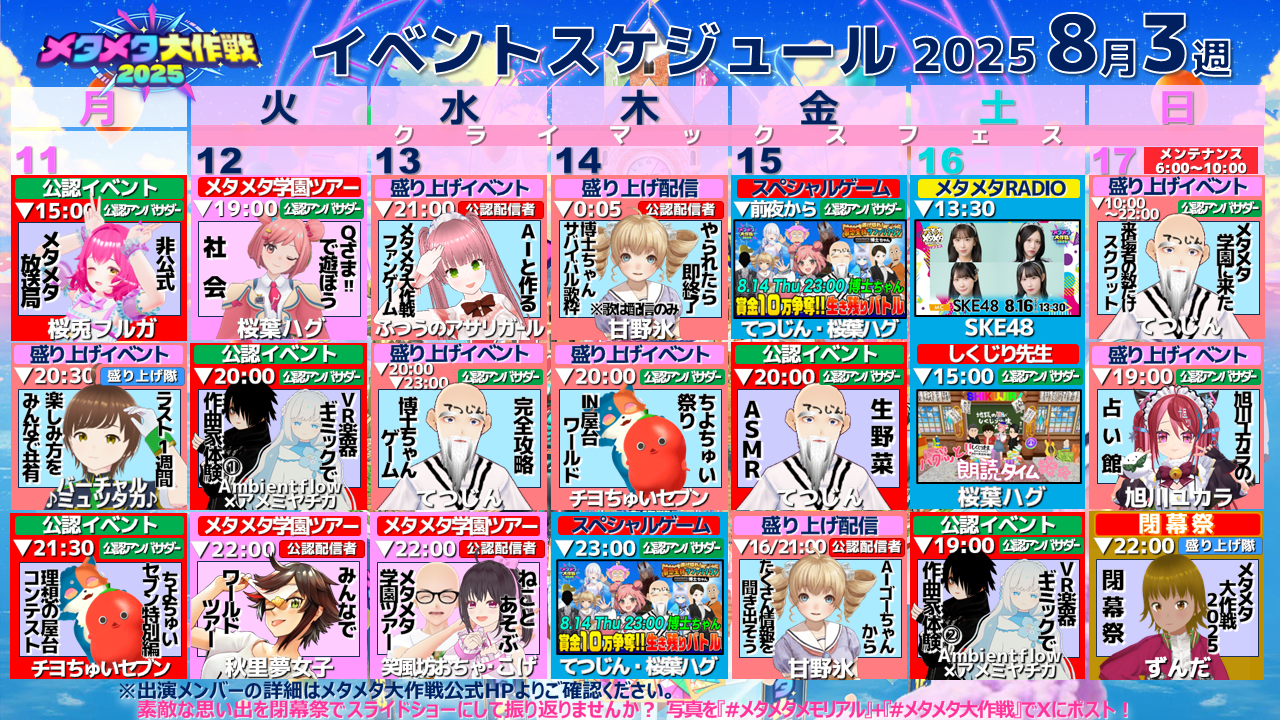 メタメタ大作戦
2025
イベントスケジュール 2025 8月3週
月 火 水 木 金 土 日
クライマックスフェス
11 12 13 14 15 16 17
メンテナンス
6:00〜10:00
公認イベント
▼15:00 公認アンバサダー
非公式
メタメタ
放送局
桜兎フルガ
メタメタ学園ツアー
▼19:00 公認アンバサダー
Qさま!!
で遊ぼう
社会
桜葉ハグ
盛り上げイベント
▼21:00 公認配信者
AIーと作る
メタメタ大作戦
ファンゲーム
ぶつうのアサリガール
盛り上げ配信
▼0:05 公認配信者
やられたら
即終了
博士ちゃん
サバイバル歌枠
※歌は配信のみ
甘野氷
スペシャルゲーム
▼前夜から 公認アンバサダー
8.14 Thu 23:00 博士ちゃん
賞金10万争奪!!生き残りバトル
てつじん・桜葉ハグ
メタメタRADIO
▼13:30
SKE48 8.16 13:30
SKE48
盛り上げイベント
▼10:00
〜22:00 公認アンバサダー
メタメタ
学園に来た
来指者の数だけ
スクワット
てつじん
盛り上げイベント
▼20:30 盛り上げ隊
ラスト1週間
楽しみ方を
みんなで共有
バーチャル
♪ミュツタカ♪
公認イベント
▼20:00 公認アンバサダー
VR楽器
ギミックで
作曲家体験①
Ambientflow
×アメミヤチカ
盛り上げイベント
▼20:00
▼23:00 公認アンバサダー
完全攻略
博士ちゃん
ゲーム
てつじん
盛り上げイベント
▼20:00 公認アンバサダー
ちよちゅい
祭り
IN屋台
ワールド
チヨちゅいセブン
公認イベント
▼20:00 公認アンバサダー
生野菜
ASMR
てつじん
しくじり先生
▼15:00 公認アンバサダー
SHIKUJIRI
ハグっと
朗読タイム
桜葉ハグ
盛り上げイベント
▼19:00 公認アンバサダー
旭川ユカラの
占い館
旭川ユカラ
公認イベント
▼21:30 公認アンバサダー
ちよちゅい
セブン特別編
理想の屋台
コンテスト
チヨちゅいセブン
メタメタ学園ツアー
▼22:00 公認配信者
みんなで
ワールド
ツアー
秋里夢女子
メタメタ学園ツアー
▼22:00 公認配信者
ねことと
あそぶ
メタメタ
学園ツアー
笑風坊おちゃ・こげ
スペシャルゲーム
▼23:00 公認アンバサダー
8.14 Thu 23:00 博士ちゃん
賞金10万争奪!!生き残りバトル
てつじん・桜葉ハグ
盛り上げ配信
▼16/21:00 公認配信者
Aーゴーちゃん
から
たくさん情報を
聞き出そう
甘野氷
公認イベント
▼19:00 公認アンバサダー
VR楽器
ギミックで
作曲家体験②
Ambientflow
×アメミヤチカ
閉幕祭
▼22:00 盛り上げ隊
メタメタ
大作戦
2025
閉幕祭
ずんだ
※出演メンバーの詳細はメタメタ大作戦公式HPよりご確認ください。
素敵な思い出を閉幕祭でスライドショーにして振り返りませんか？ 写真を『#メタメタメモリアル』+『#メタメタ大作戦』でXにポスト！